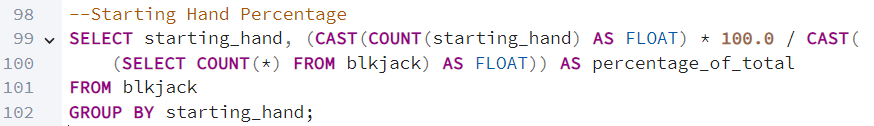 98 --Starting Hand Percentage
99 SELECT starting_hand, (CAST(COUNT(starting_hand) AS FLOAT) * 100.0 / CAST(
100 (SELECT COUNT(*) FROM blkjack) AS FLOAT)) AS percentage_of_total
101 FROM blkjack
102 GROUP BY starting_hand;